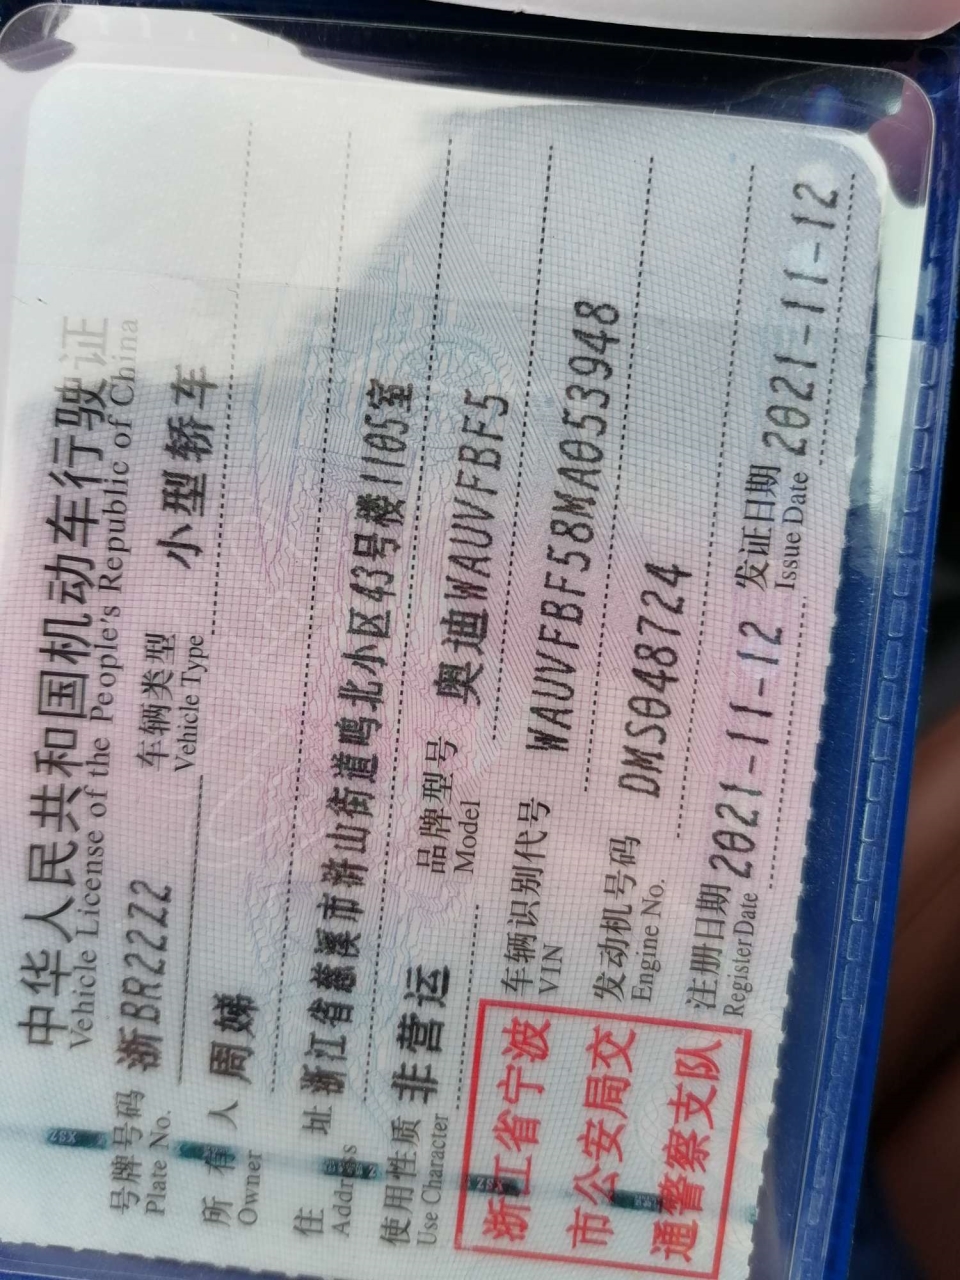 中华人民共和国机动车行驶证
Vehicle License of the People's Republic of China
号牌号码 浙BR2222 车辆类型 小型轿车
Plate No. Vehicle Type
所有人 周娣
Owner
住址 浙江省慈溪市浒山街道鸣北小区43号楼1105室
Address
使用性质 非营运 品牌型号 奥迪WAUVFBF5
Use Character Model
车辆识别代号 WAUVFBF58MA053948
VIN
发动机号码 DMS048724
Engine No.
注册日期 2021-11-12 发证日期 2021-11-12
Register Date Issue Date
浙江省宁波
市公安局交
通警察支队